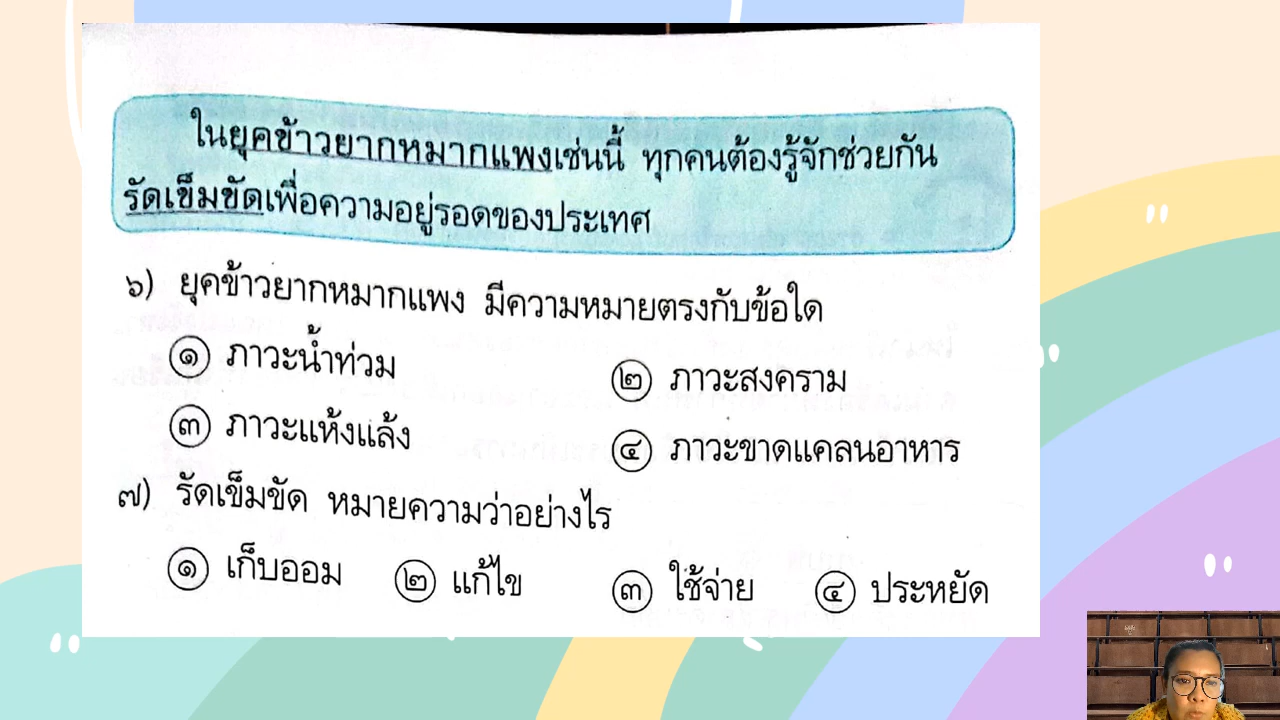 ในยุคข้าวยากหมากแพงเช่นนี้ ทุกคนต้องรู้จักช่วยกัน
รัดเข็มขัดเพื่อความอยู่รอดของประเทศ
๖) ยุคข้าวยากหมากแพง มีความหมายตรงกับข้อใด
๑ ภาวะน้ำท่วม ๒ ภาวะสงคราม
๓ ภาวะแห้งแล้ง ๔ ภาวะขาดแคลนอาหาร
๗) รัดเข็มขัด หมายความว่าอย่างไร
๑ เก็บออม ๒ แก้ไข ๓ ใช้จ่าย ๔ ประหยัด